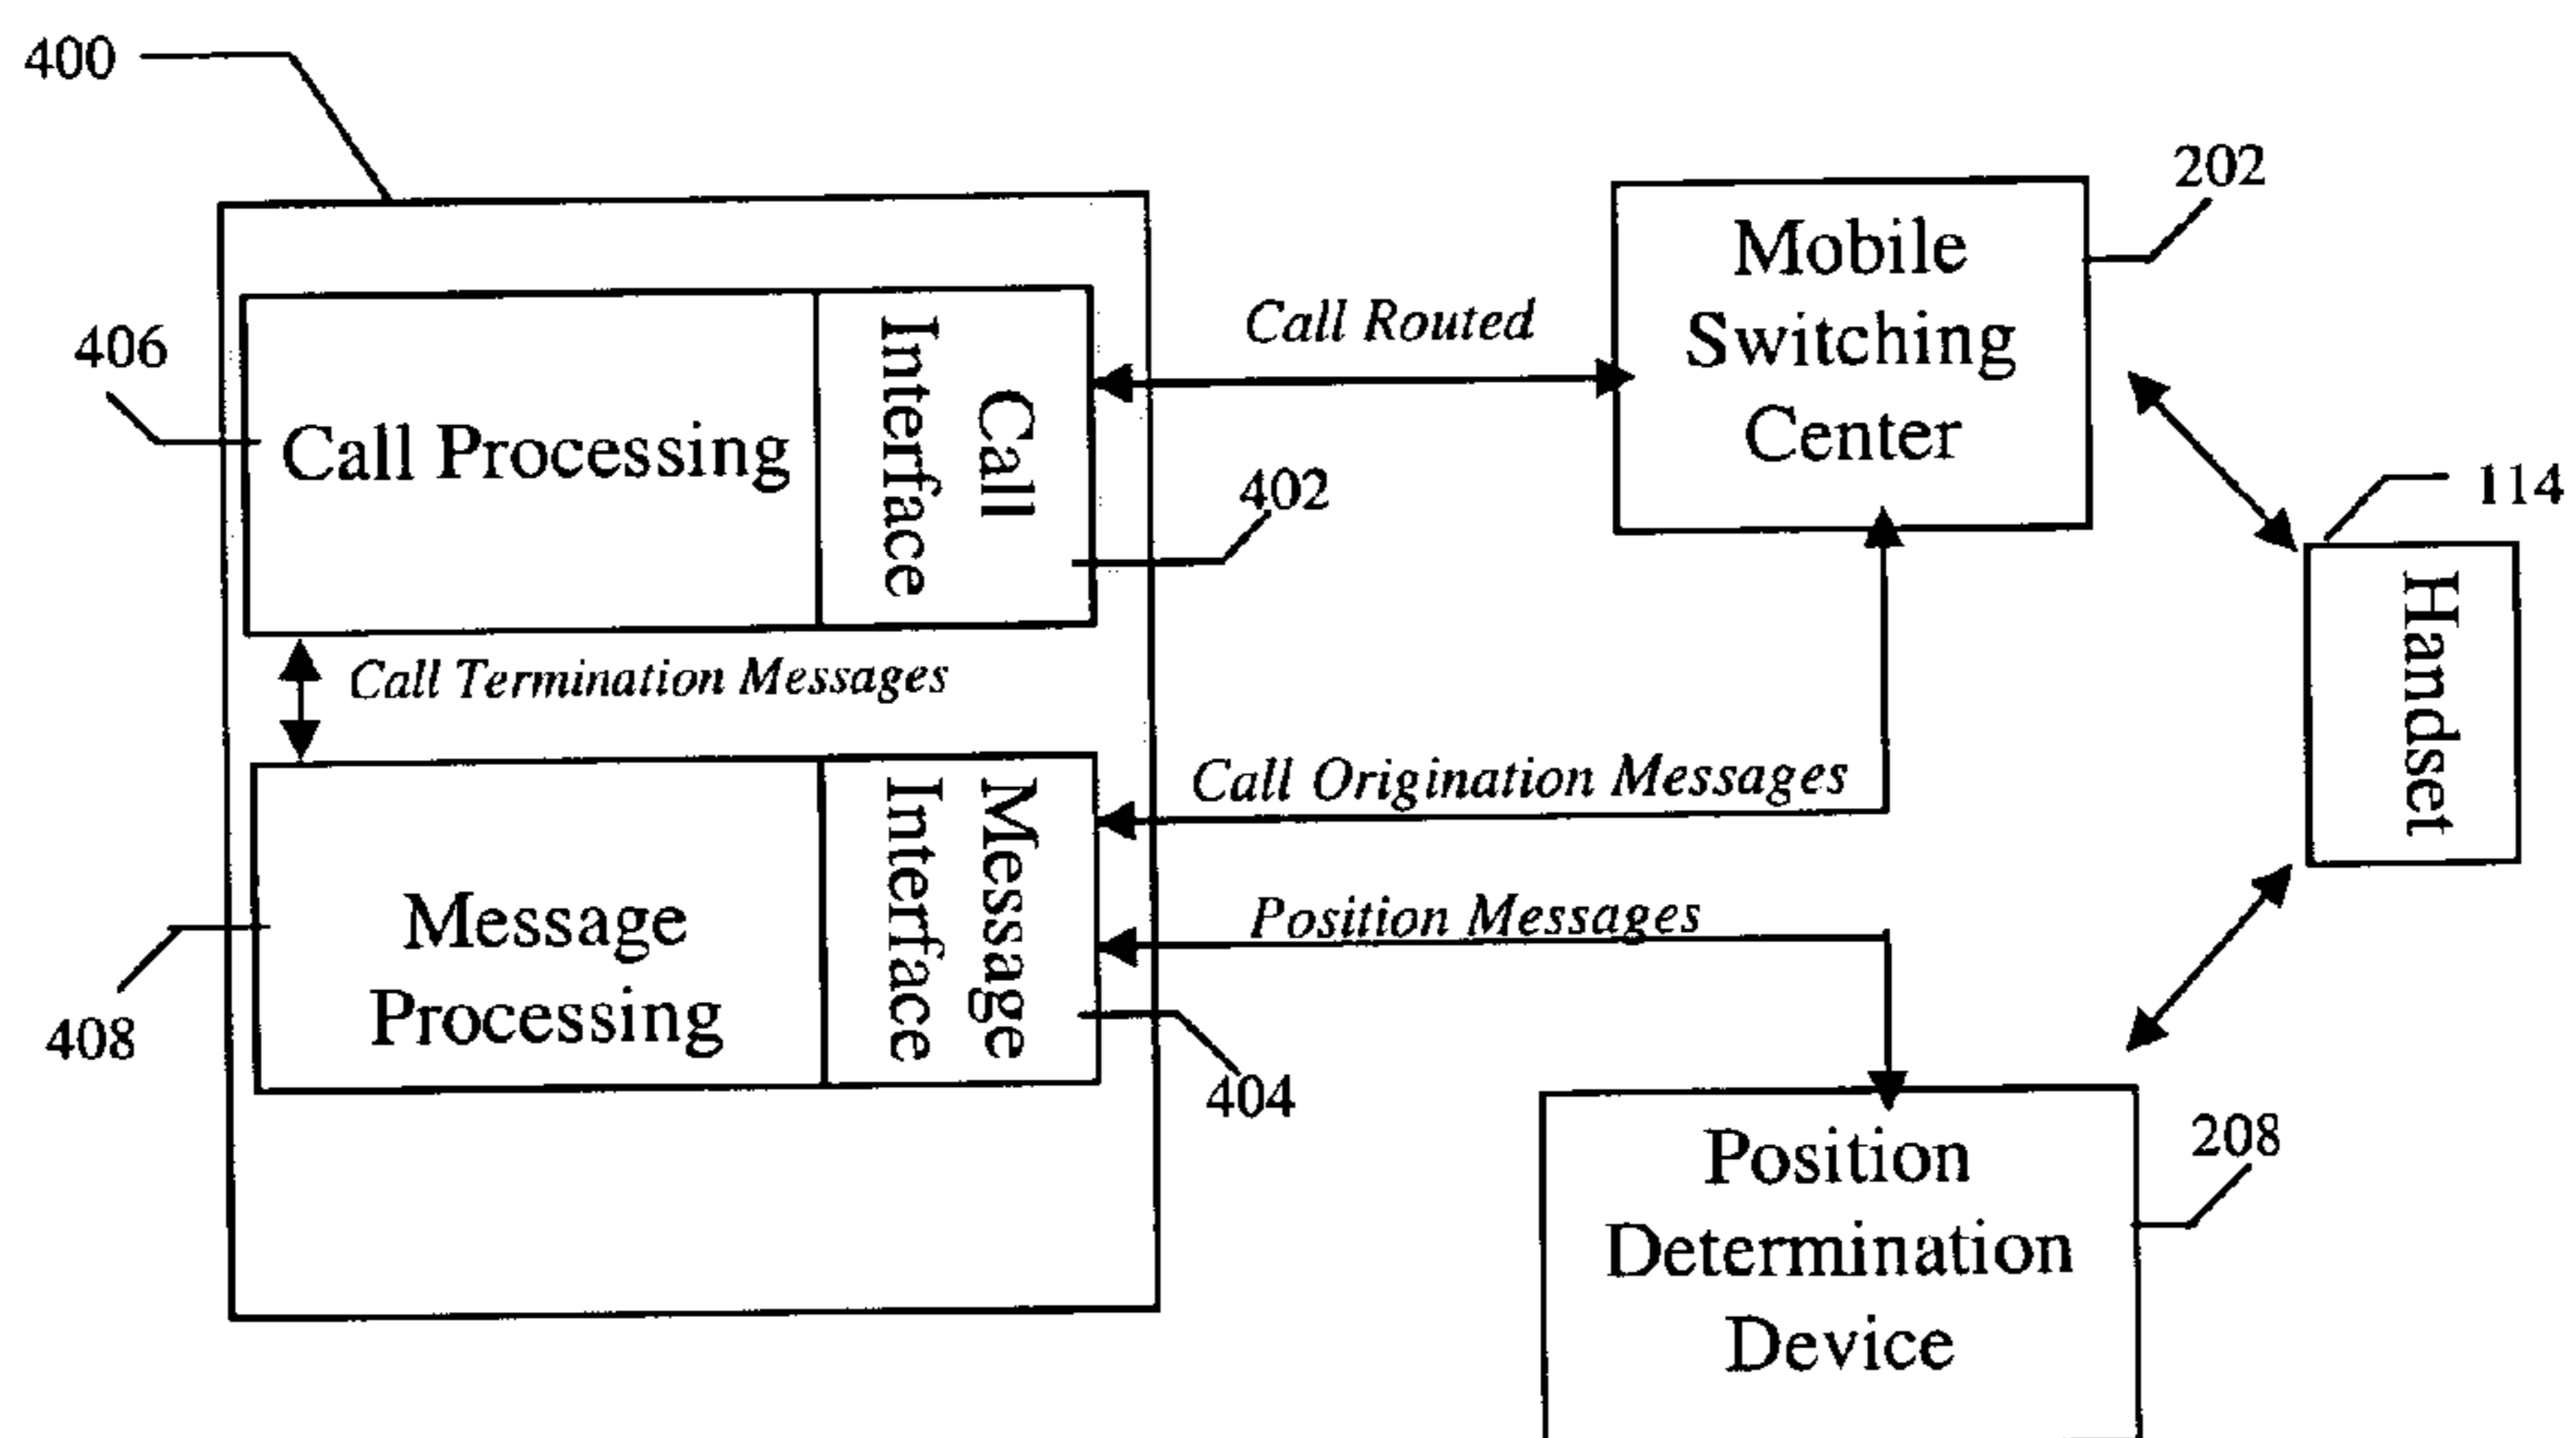 400
202
Mobile
Switching
Center
Call Routed
406
Call Processing
Call
Interface
402
114
Handset
Call Termination Messages
Call Origination Messages
Message
Interface
Position Messages
Message
Processing
408
404
208
Position
Determination
Device